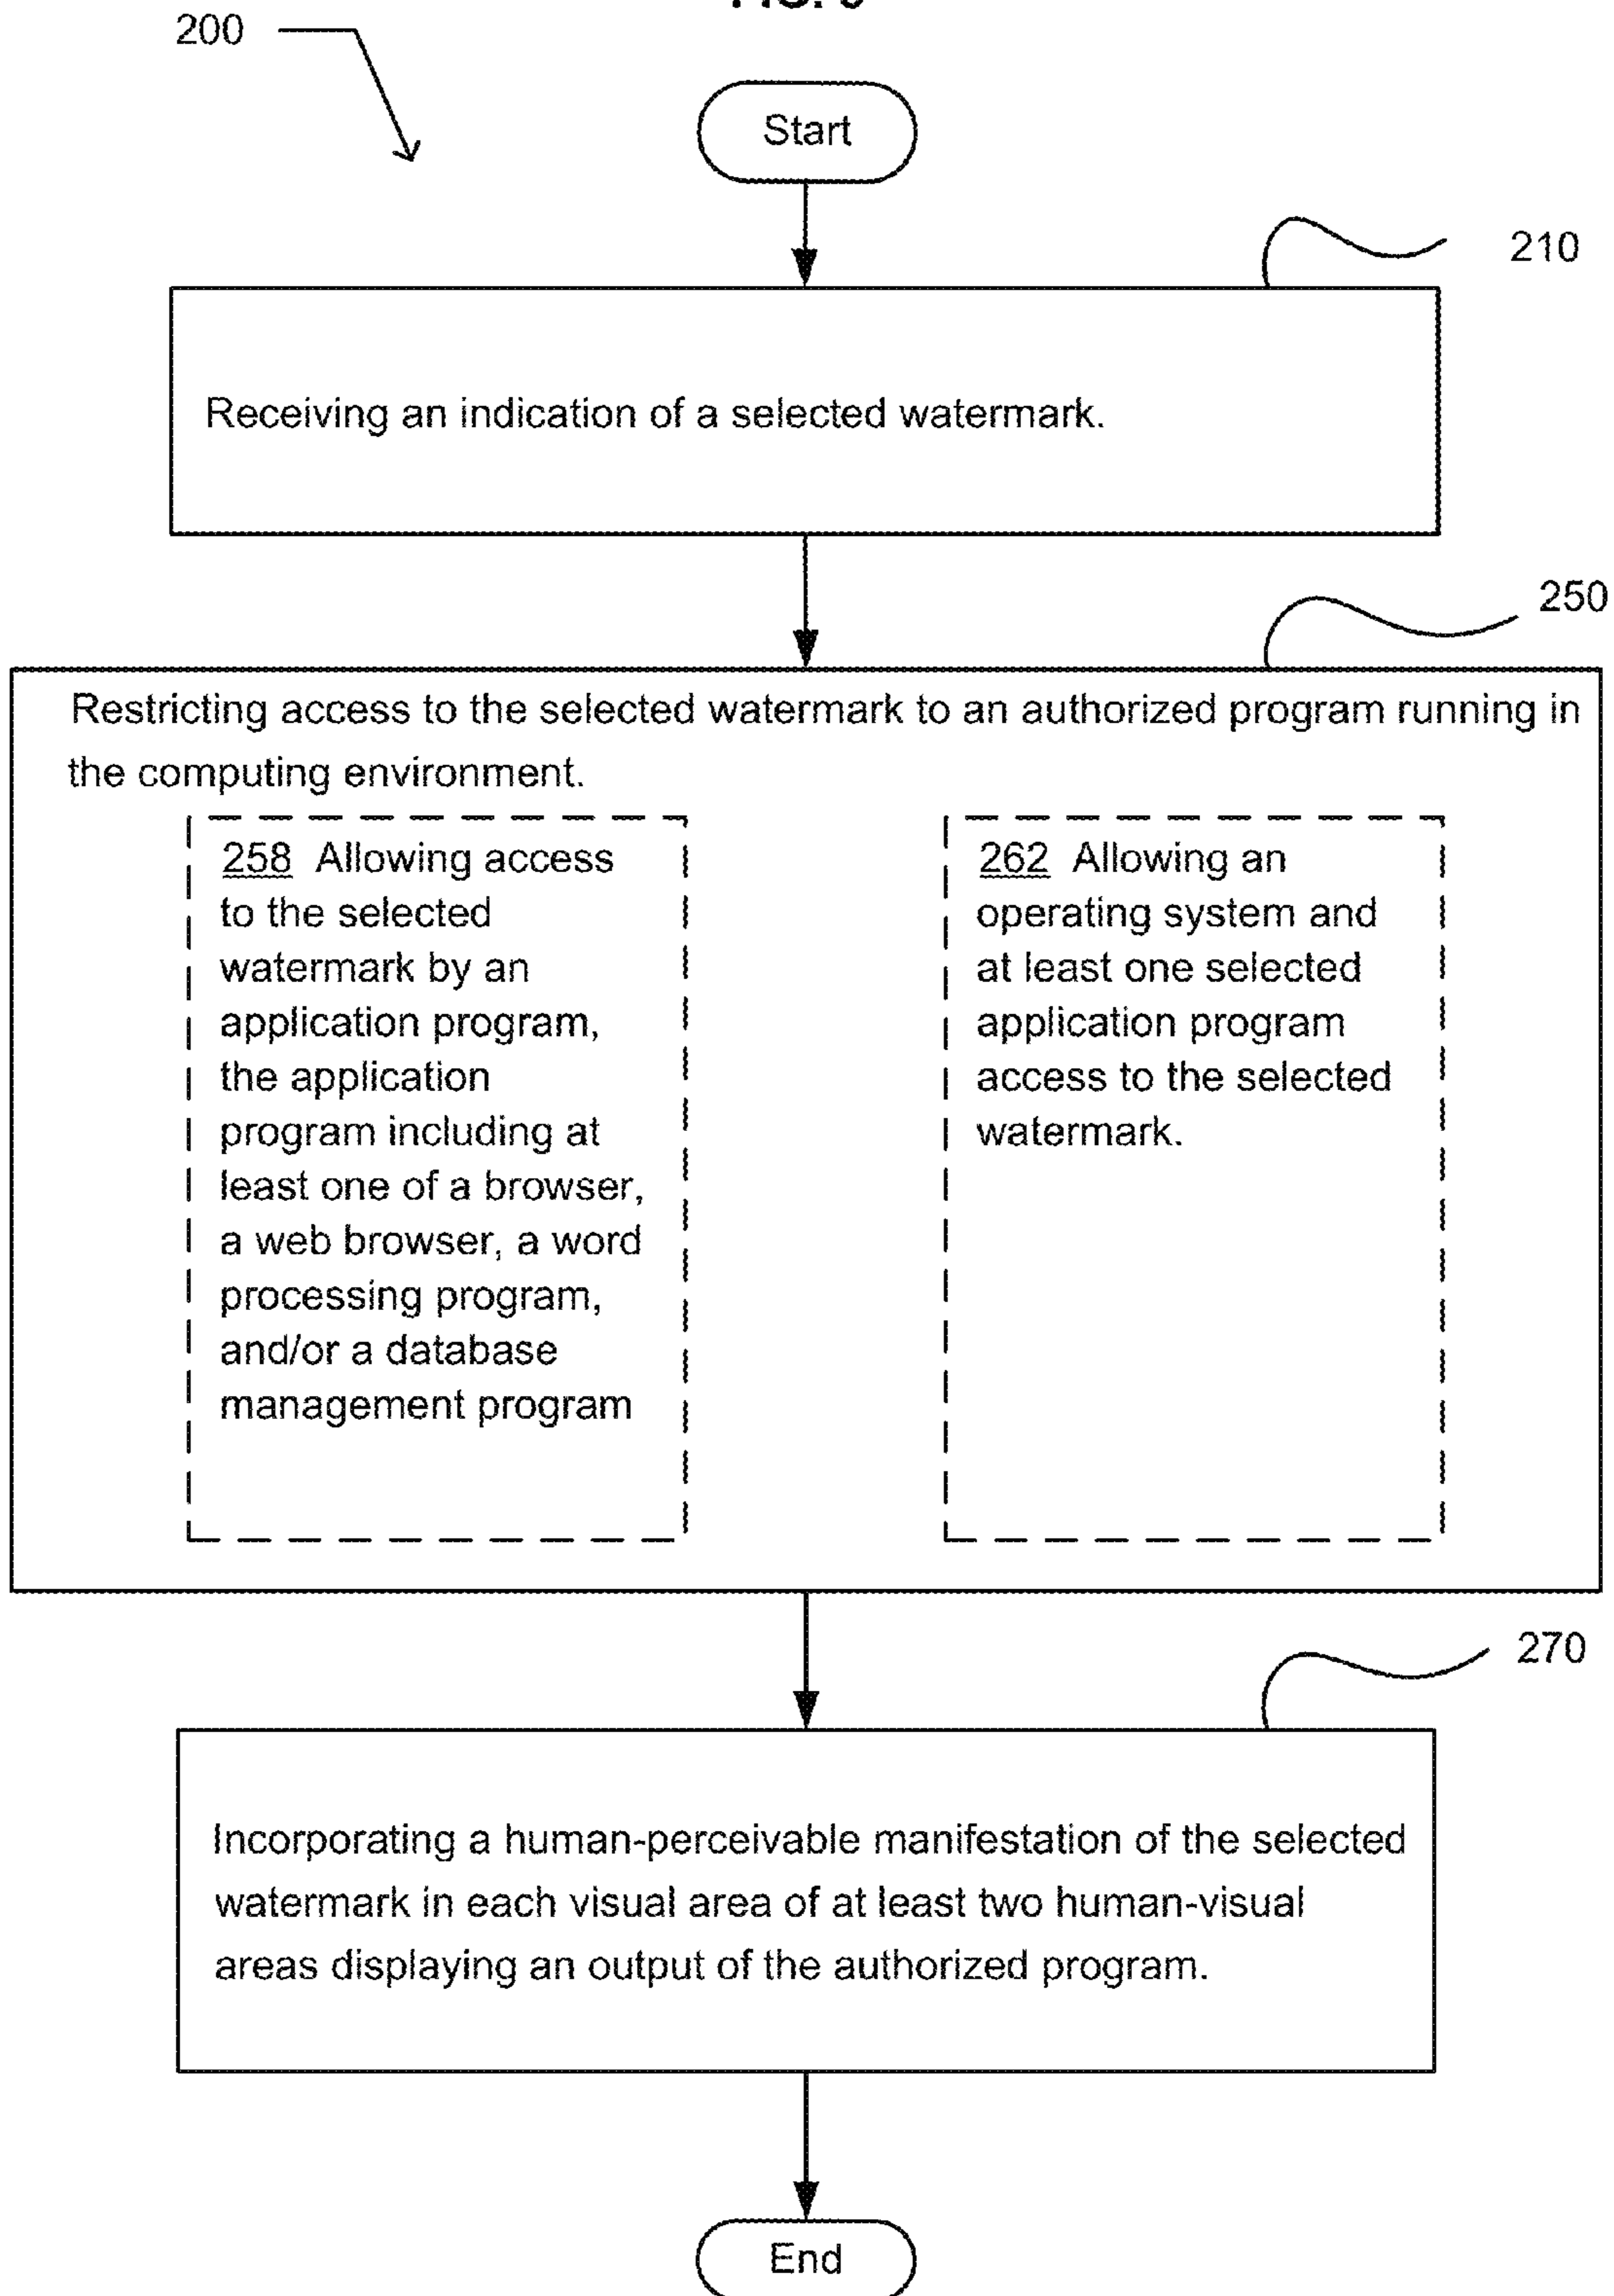 200
Start
210
Receiving an indication of a selected watermark.
250
Restricting access to the selected watermark to an authorized program running in
the computing environment.
258 Allowing access
to the selected
watermark by an
application program,
the application
program including at
least one of a browser,
a web browser, a word
processing program,
and/or a database
management program
262 Allowing an
operating system and
at least one selected
application program
access to the selected
watermark.
270
Incorporating a human-perceivable manifestation of the selected
watermark in each visual area of at least two human-visual
areas displaying an output of the authorized program.
End